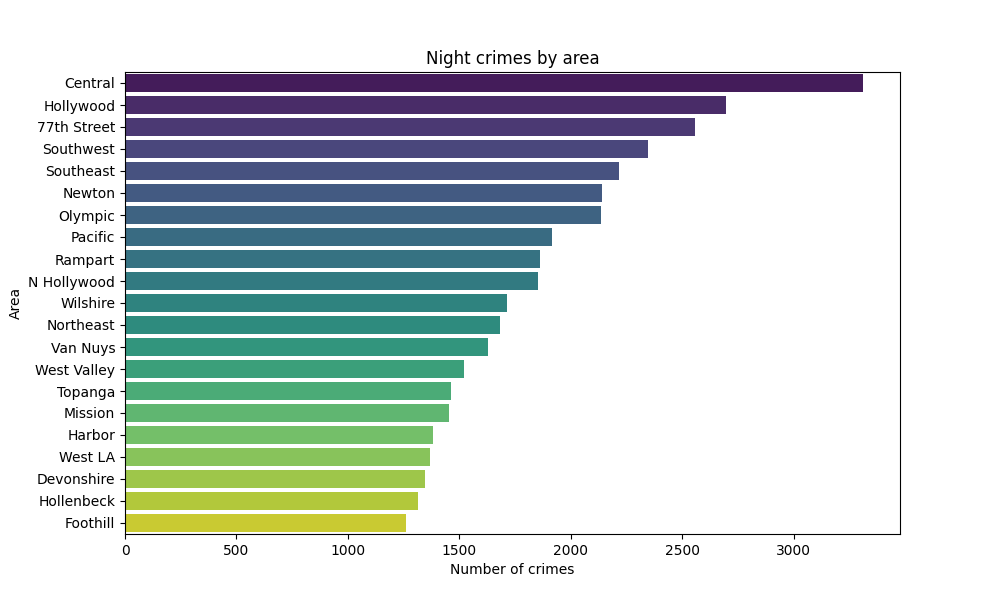 Night crimes by area
Central
Hollywood
77th Street
Southwest
Southeast
Newton
Olympic
Pacific
Rampart
N Hollywood
Wilshire
Northeast
Van Nuys
West Valley
Topanga
Mission
Harbor
West LA
Devonshire
Hollenbeck
Foothill
Area
0 500 1000 1500 2000 2500 3000
Number of crimes